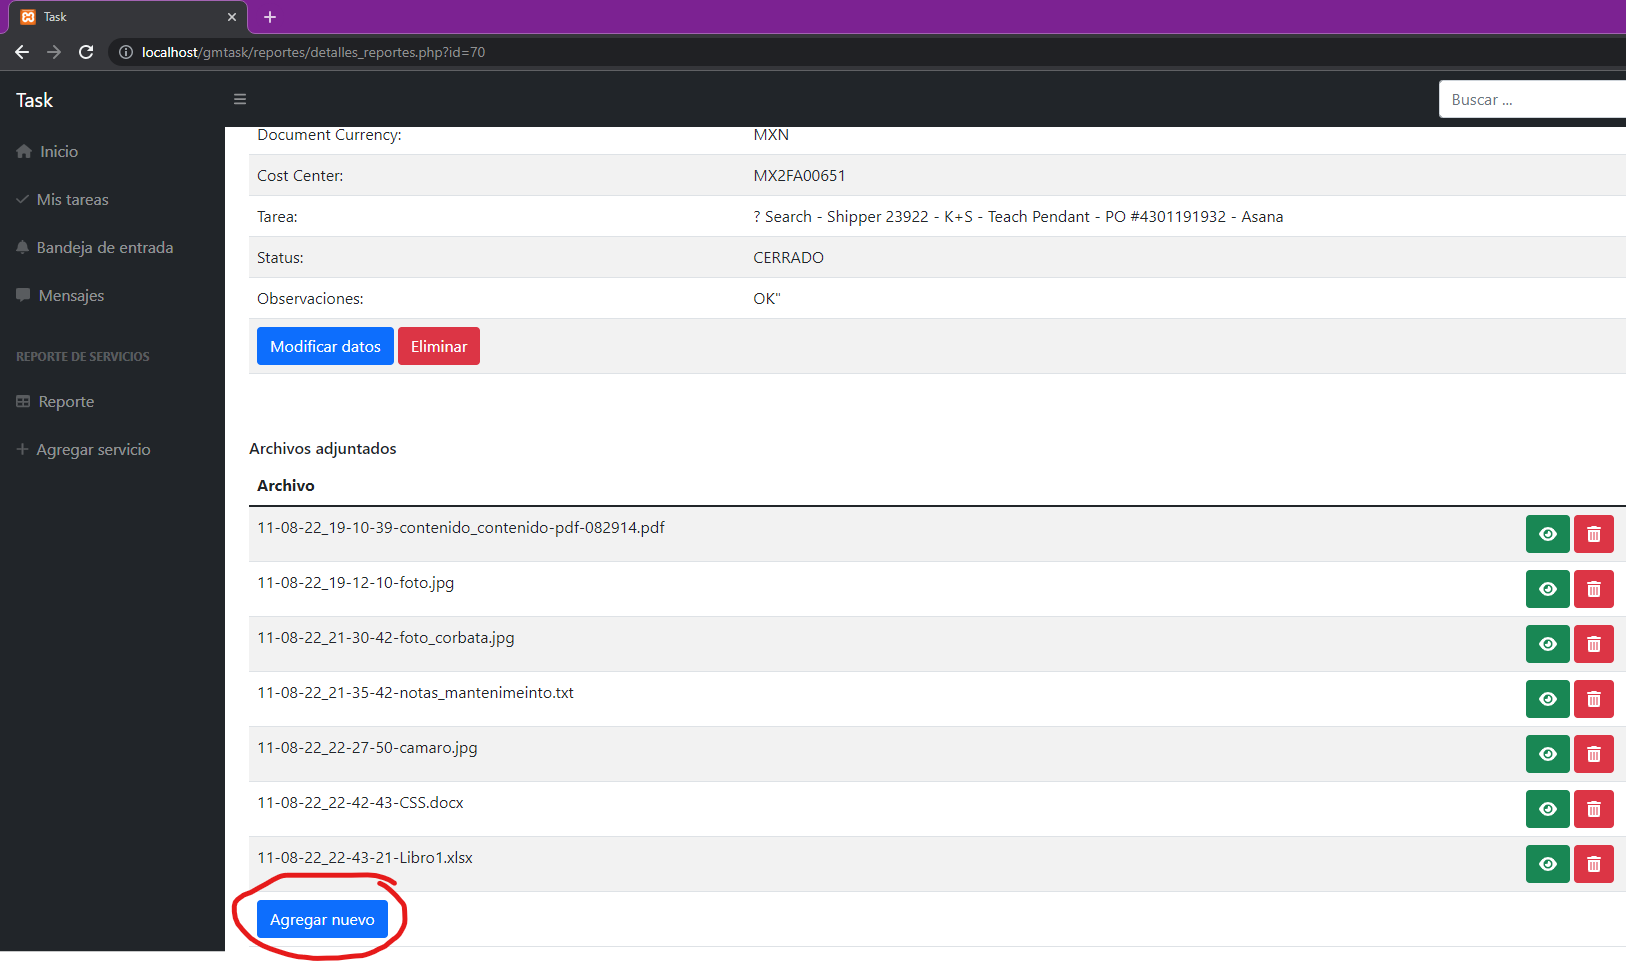 Task
localhost/gmtask/reportes/detalles_reportes.php?id=70
Task
Buscar ...
Inicio
Mis tareas
Bandeja de entrada
Mensajes
REPORTE DE SERVICIOS
Reporte
Agregar servicio
Document Currency: MXN
Cost Center: MX2FA00651
Tarea: ? Search - Shipper 23922 - K+S - Teach Pendant - PO #4301191932 - Asana
Status: CERRADO
Observaciones: OK"
Modificar datos Eliminar
Archivos adjuntados
Archivo
11-08-22_19-10-39-contenido_contenido-pdf-082914.pdf
11-08-22_19-12-10-foto.jpg
11-08-22_21-30-42-foto_corbata.jpg
11-08-22_21-35-42-notas_mantenimeinto.txt
11-08-22_22-27-50-camaro.jpg
11-08-22_22-42-43-CSS.docx
11-08-22_22-43-21-Libro1.xlsx
Agregar nuevo